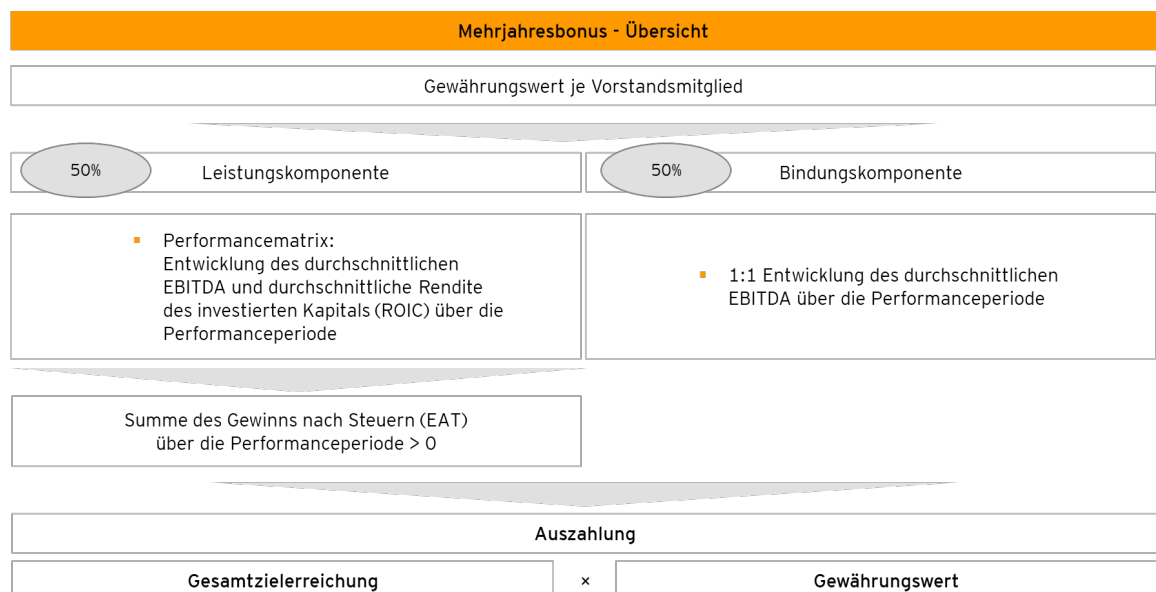 Mehrjahresbonus - Übersicht
Gewährungswert je Vorstandsmitglied
50%
Leistungskomponente
50%
Bindungskomponente
▪ Performancematrix:
Entwicklung des durchschnittlichen
EBITDA und durchschnittliche Rendite
des investierten Kapitals (ROIC) über die
Performanceperiode
▪ 1:1 Entwicklung des durchschnittlichen
EBITDA über die Performanceperiode
Summe des Gewinns nach Steuern (EAT)
über die Performanceperiode > 0
Auszahlung
Gesamtzielerreichung × Gewährungswert